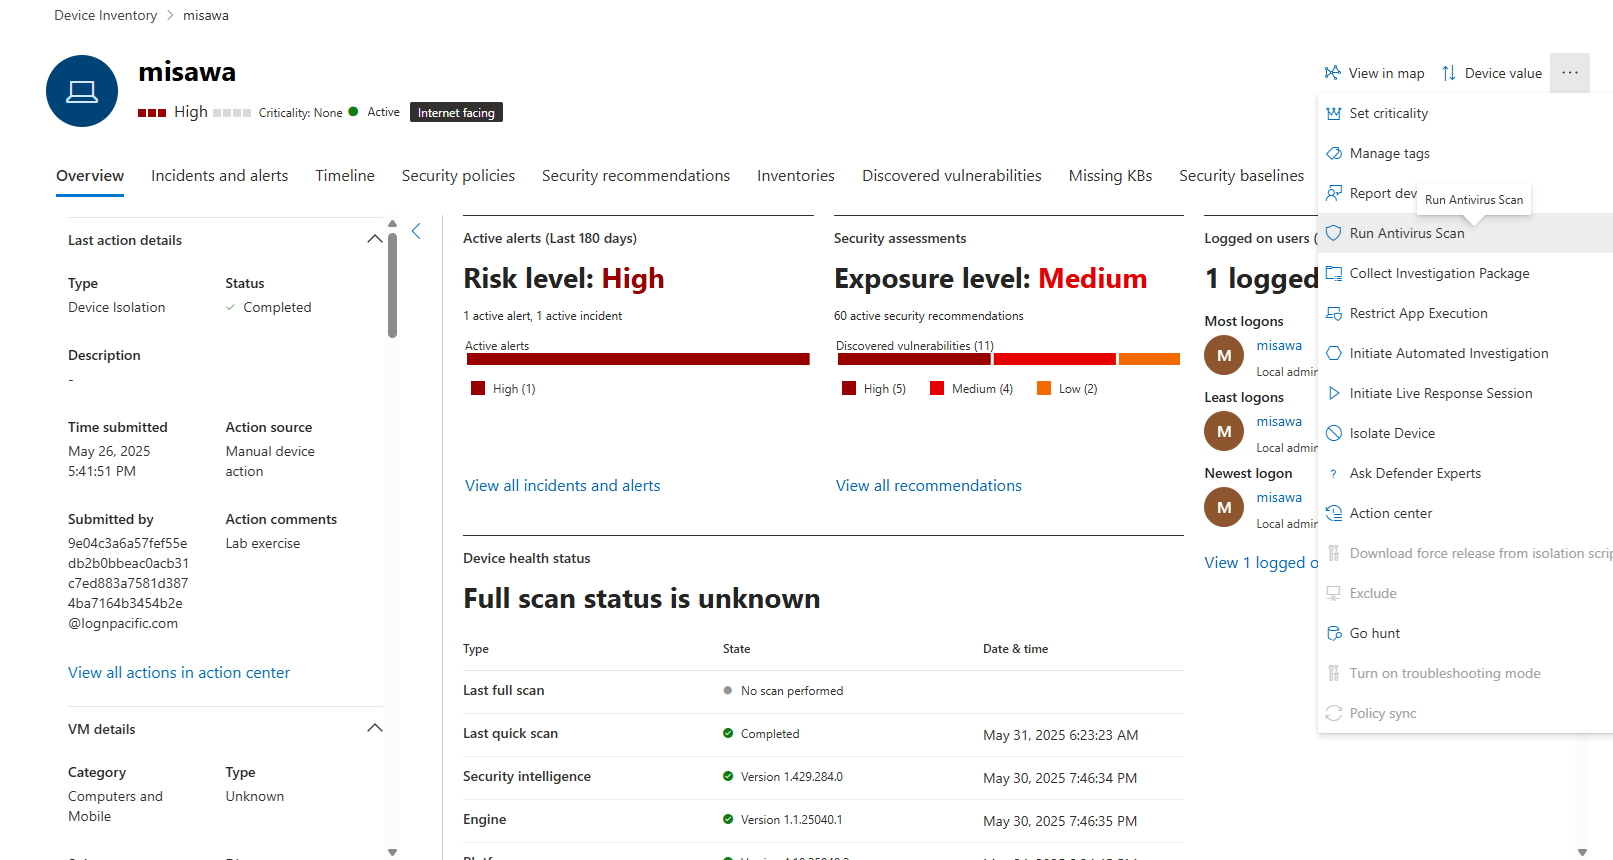 Device Inventory > misawa
misawa
High Criticality: None Active Internet facing
View in map
Device value
...
Overview
Incidents and alerts
Timeline
Security policies
Security recommendations
Inventories
Discovered vulnerabilities
Missing KBs
Security baselines
Last action details
Type
Status
Device Isolation
Completed
Description
-
Time submitted
Action source
May 26, 2025
5:41:51 PM
Manual device
action
Submitted by
Action comments
9e04c3a6a57fef55e
db2b0bbeac0acb31
c7ed883a7581d387
4ba7164b3454b2e
@lognpacific.com
Lab exercise
View all actions in action center
VM details
Category
Type
Computers and
Mobile
Unknown
Active alerts (Last 180 days)
Risk level: High
1 active alert, 1 active incident
Active alerts
High (1)
View all incidents and alerts
Security assessments
Exposure level: Medium
60 active security recommendations
Discovered vulnerabilities (11)
High (5)
Medium (4)
Low (2)
View all recommendations
Logged on users (
1 logged
Most logons
M
misawa
Local admin
Least logons
M
misawa
Local admin
Newest logon
M
misawa
Local admin
View 1 logged o
Device health status
Full scan status is unknown
Type State Date & time
Last full scan No scan performed
Last quick scan Completed May 31, 2025 6:23:23 AM
Security intelligence Version 1.429.284.0 May 30, 2025 7:46:34 PM
Engine Version 1.1.25040.1 May 30, 2025 7:46:35 PM
Set criticality
Manage tags
Report dev
Run Antivirus Scan
Run Antivirus Scan
Collect Investigation Package
Restrict App Execution
Initiate Automated Investigation
Initiate Live Response Session
Isolate Device
? Ask Defender Experts
Action center
Download force release from isolation scrip
Exclude
Go hunt
Turn on troubleshooting mode
Policy sync